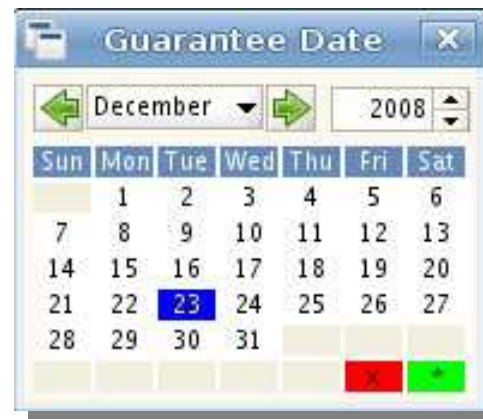 Guarantee Date X
December 2008
Sun Mon Tue Wed Thu Fri Sat
1 2 3 4 5 6
7 8 9 10 11 12 13
14 15 16 17 18 19 20
21 22 23 24 25 26 27
28 29 30 31
x *